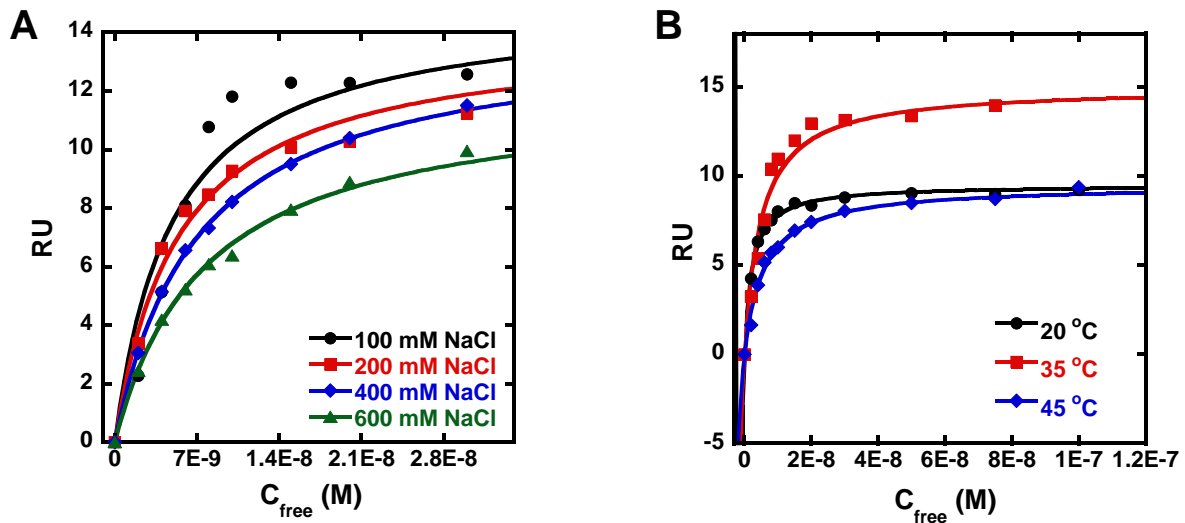 A
14
12
10
8
6
4
2
0
RU
100 mM NaCl
200 mM NaCl
400 mM NaCl
600 mM NaCl
0 7E-9 1.4E-8 2.1E-8 2.8E-8
C_free (M)
B
15
10
5
0
-5
RU
20 °C
35 °C
45 °C
0 2E-8 4E-8 6E-8 8E-8 1E-7 1.2E-7
C_free (M)